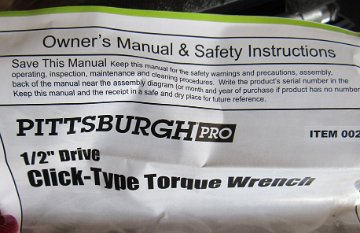 Owner's Manual & Safety Instructions
Save This Manual Keep this manual for the safety warnings and precautions, assembly,
operating, inspection, maintenance and cleaning procedures. Write the product's serial number in the
back of the manual near the assembly diagram (or month and year of purchase if product has no number
Keep this manual and the receipt in a safe and dry place for future reference.
PITTSBURGH PRO
ITEM 002
1/2" Drive
Click-Type Torque Wrench